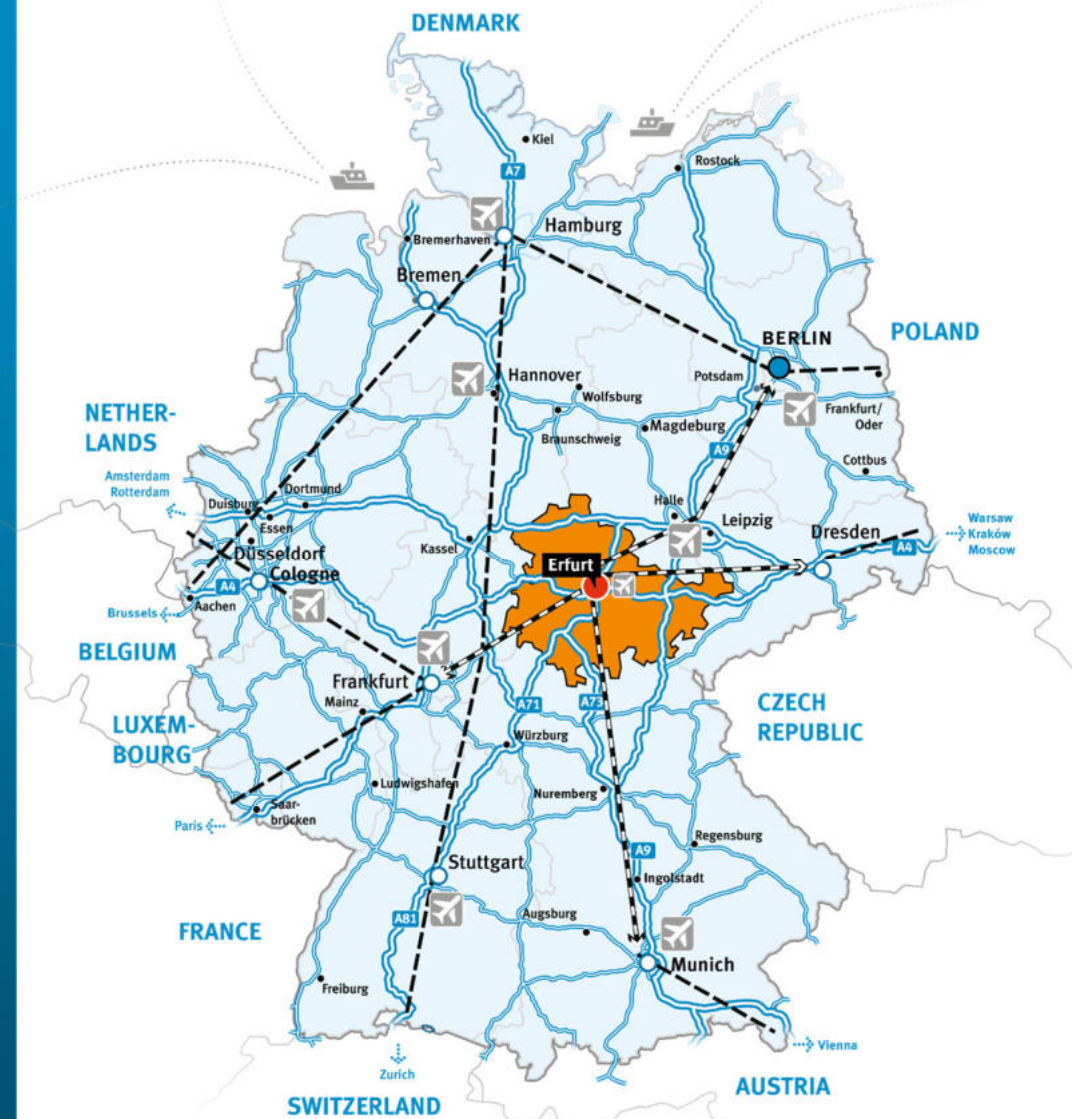 DENMARK
Kiel
Rostock
A7
Hamburg
Bremerhaven
Bremen
POLAND
BERLIN
Hannover
Potsdam
Wolfsburg
Frankfurt/
Oder
Braunschweig
Magdeburg
NETHER-
LANDS
A9
Cottbus
Amsterdam
Rotterdam
Dortmund
Duisburg
Essen
Halle
Leipzig
Dresden
Warsaw
Kraków
Moscow
A4
Kassel
Düsseldorf
Cologne
Erfurt
A4
Aachen
Brussels
BELGIUM
Frankfurt
Mainz
A71
A73
CZECH
REPUBLIC
LUXEM-
BOURG
Würzburg
Ludwigshafen
Nuremberg
Saar-
brücken
Paris
Regensburg
A9
Stuttgart
Ingolstadt
A81
Augsburg
FRANCE
Munich
Freiburg
Vienna
Zurich
AUSTRIA
SWITZERLAND